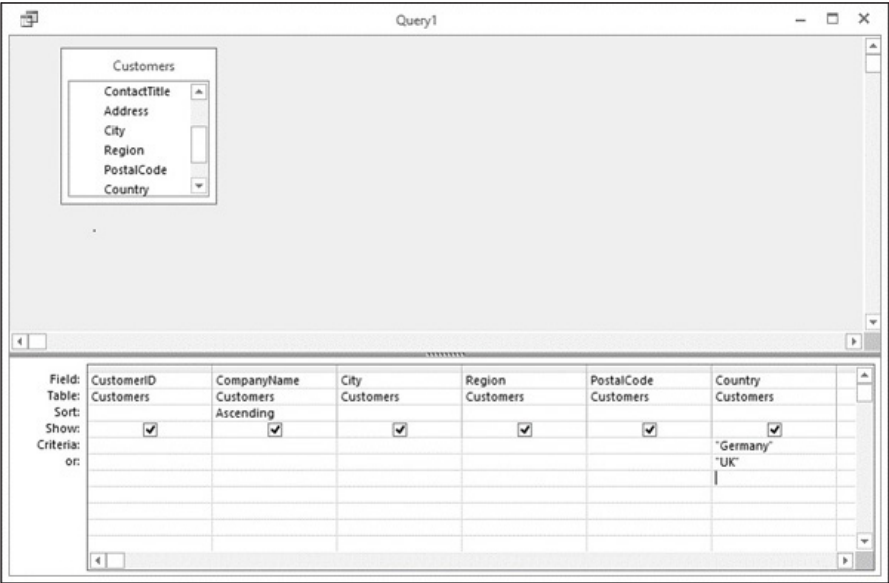 Query1
Customers
ContactTitle
Address
City
Region
PostalCode
Country
Field: CustomerID CompanyName City Region PostalCode Country
Table: Customers Customers Customers Customers Customers Customers
Sort: Ascending
Show:
Criteria: "Germany"
or: "UK"